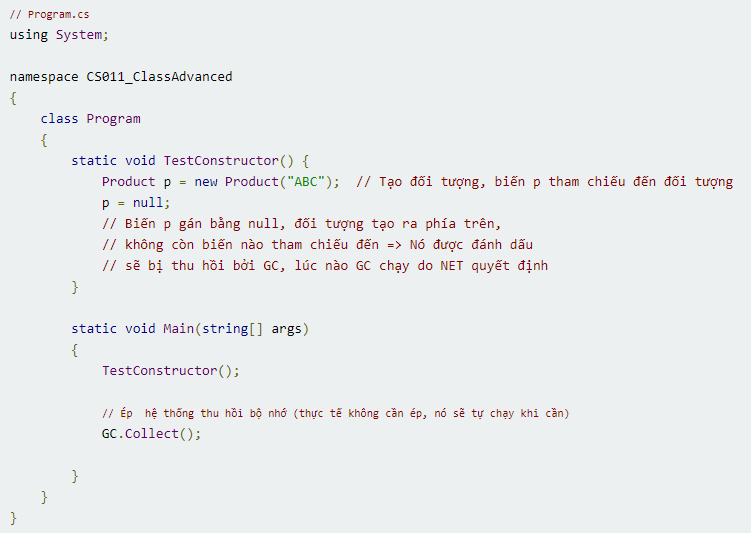 // Program.cs
using System;
namespace CS011_ClassAdvanced
{
    class Program
    {
        static void TestConstructor() {
            Product p = new Product("ABC");  // Tạo đối tượng, biến p tham chiếu đến đối tượng
            p = null;
            // Biến p gán bằng null, đối tượng tạo ra phía trên,
            // không còn biến nào tham chiếu đến => Nó được đánh dấu
            // sẽ bị thu hồi bởi GC, lúc nào GC chạy do NET quyết định
        }
        static void Main(string[] args)
        {
            TestConstructor();
            // Ép  hệ thống thu hồi bộ nhớ (thực tế không cần ép, nó sẽ tự chạy khi cần)
            GC.Collect();
        }
    }
}